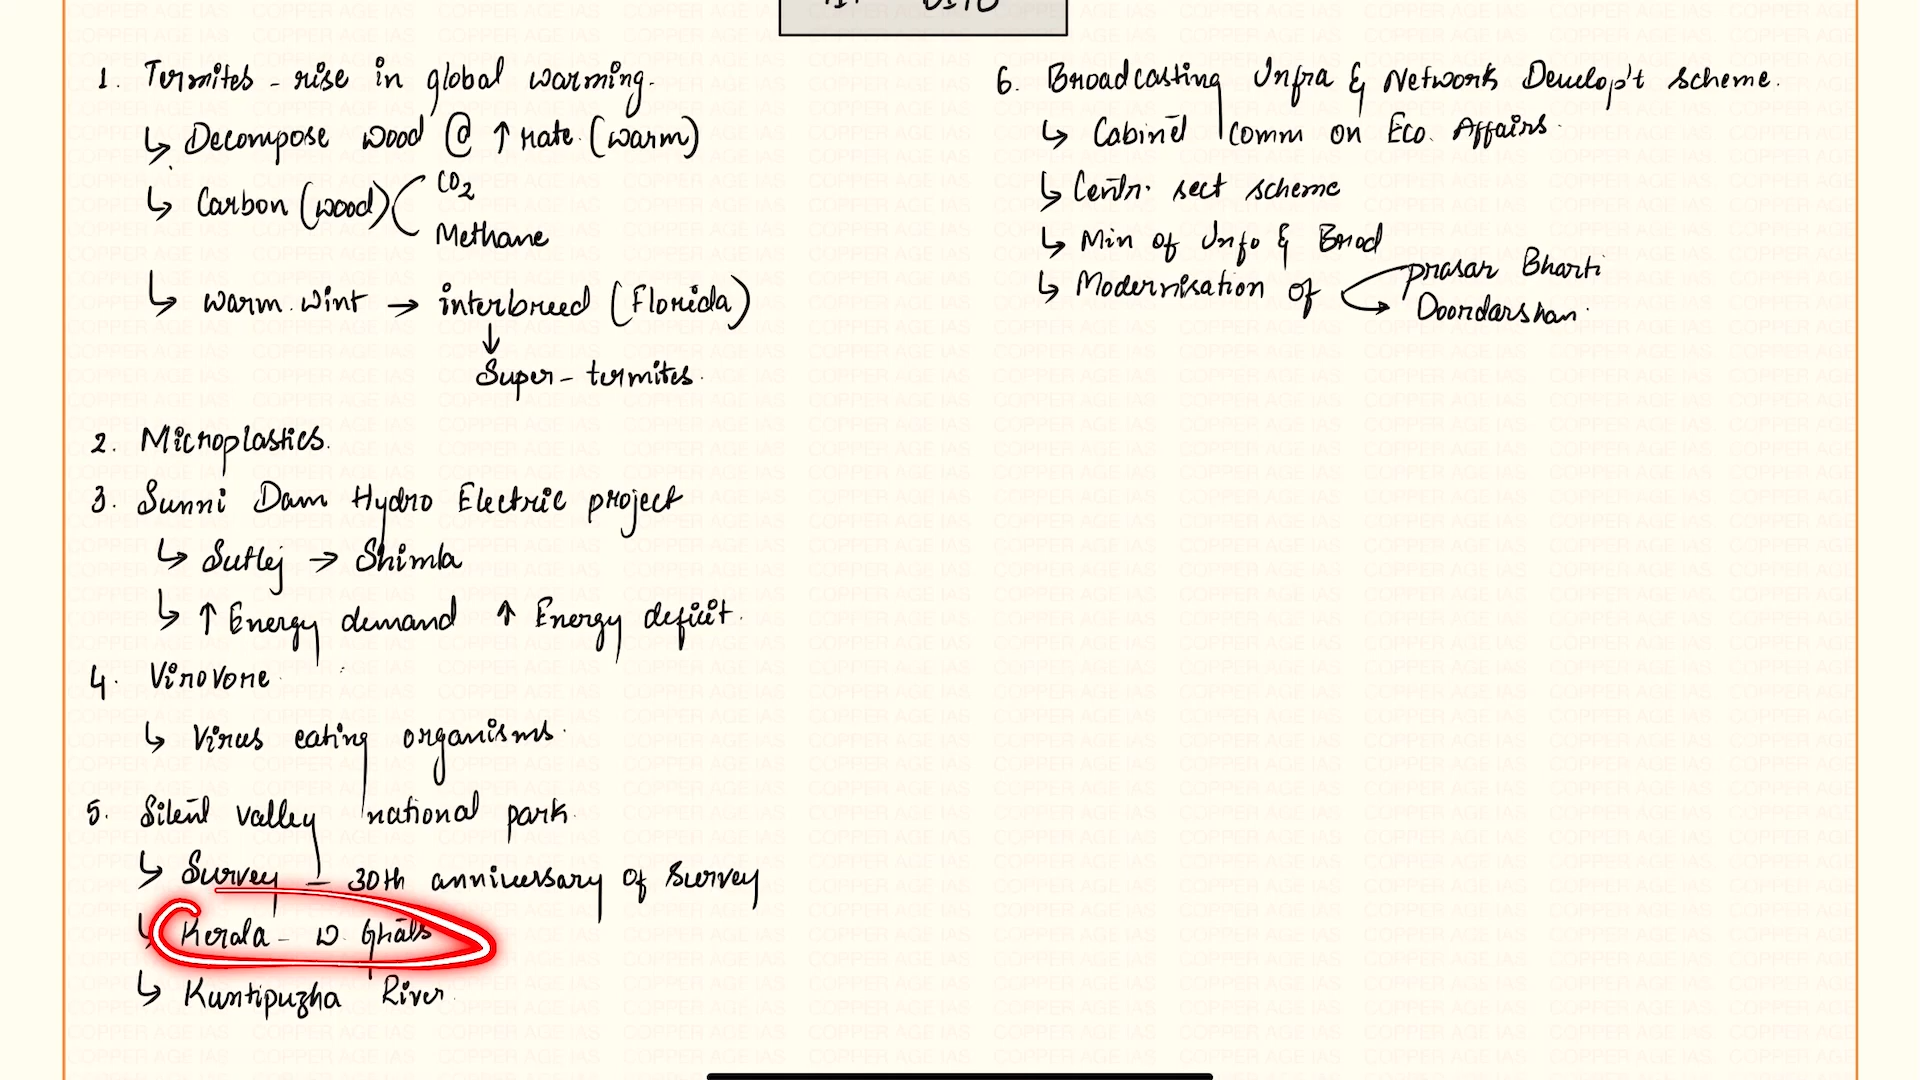 1. Termites - rise in global warming.
↳ Decompose wood @ ↑ rate (warm)
↳ Carbon (wood) CO2
Methane
↳ warm. wint → interbreed (Florida)
↓
Super-termites.
2. Microplastics.
3. Sunni Dam Hydro Electric project
↳ Sutlej → Shimla
↳ ↑ Energy demand ↑ Energy deficit.
4. Virovore
↳ Virus eating organisms.
5. Silent valley national park.
↳ Survey - 30th anniversary of survey
↳ Kerala - W. Ghats
↳ Kuntipuzha River.
6. Broadcasting Infra & Network Develop't scheme.
↳ Cabinet Comm on Eco. Affairs.
↳ Centr. sect scheme
↳ Min of Info & Brod
↳ Modernisation of prasar Bharti
→ Doordarshan.